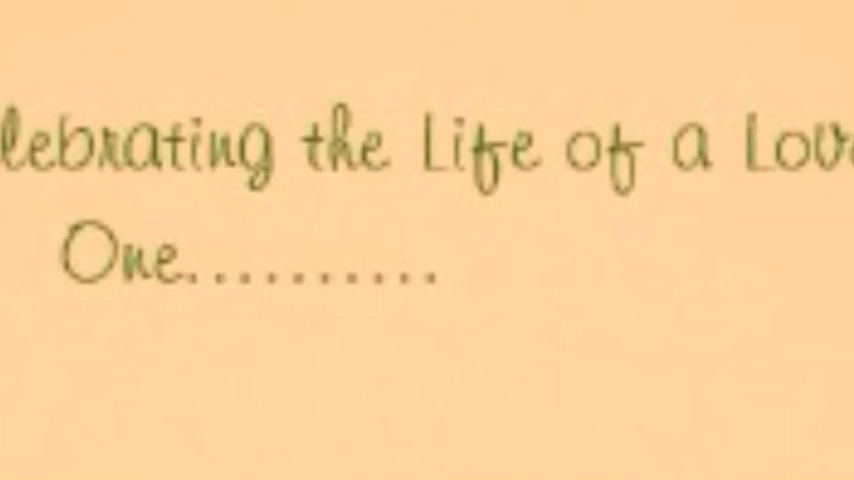 lebrating the Life of a Lov
One..........